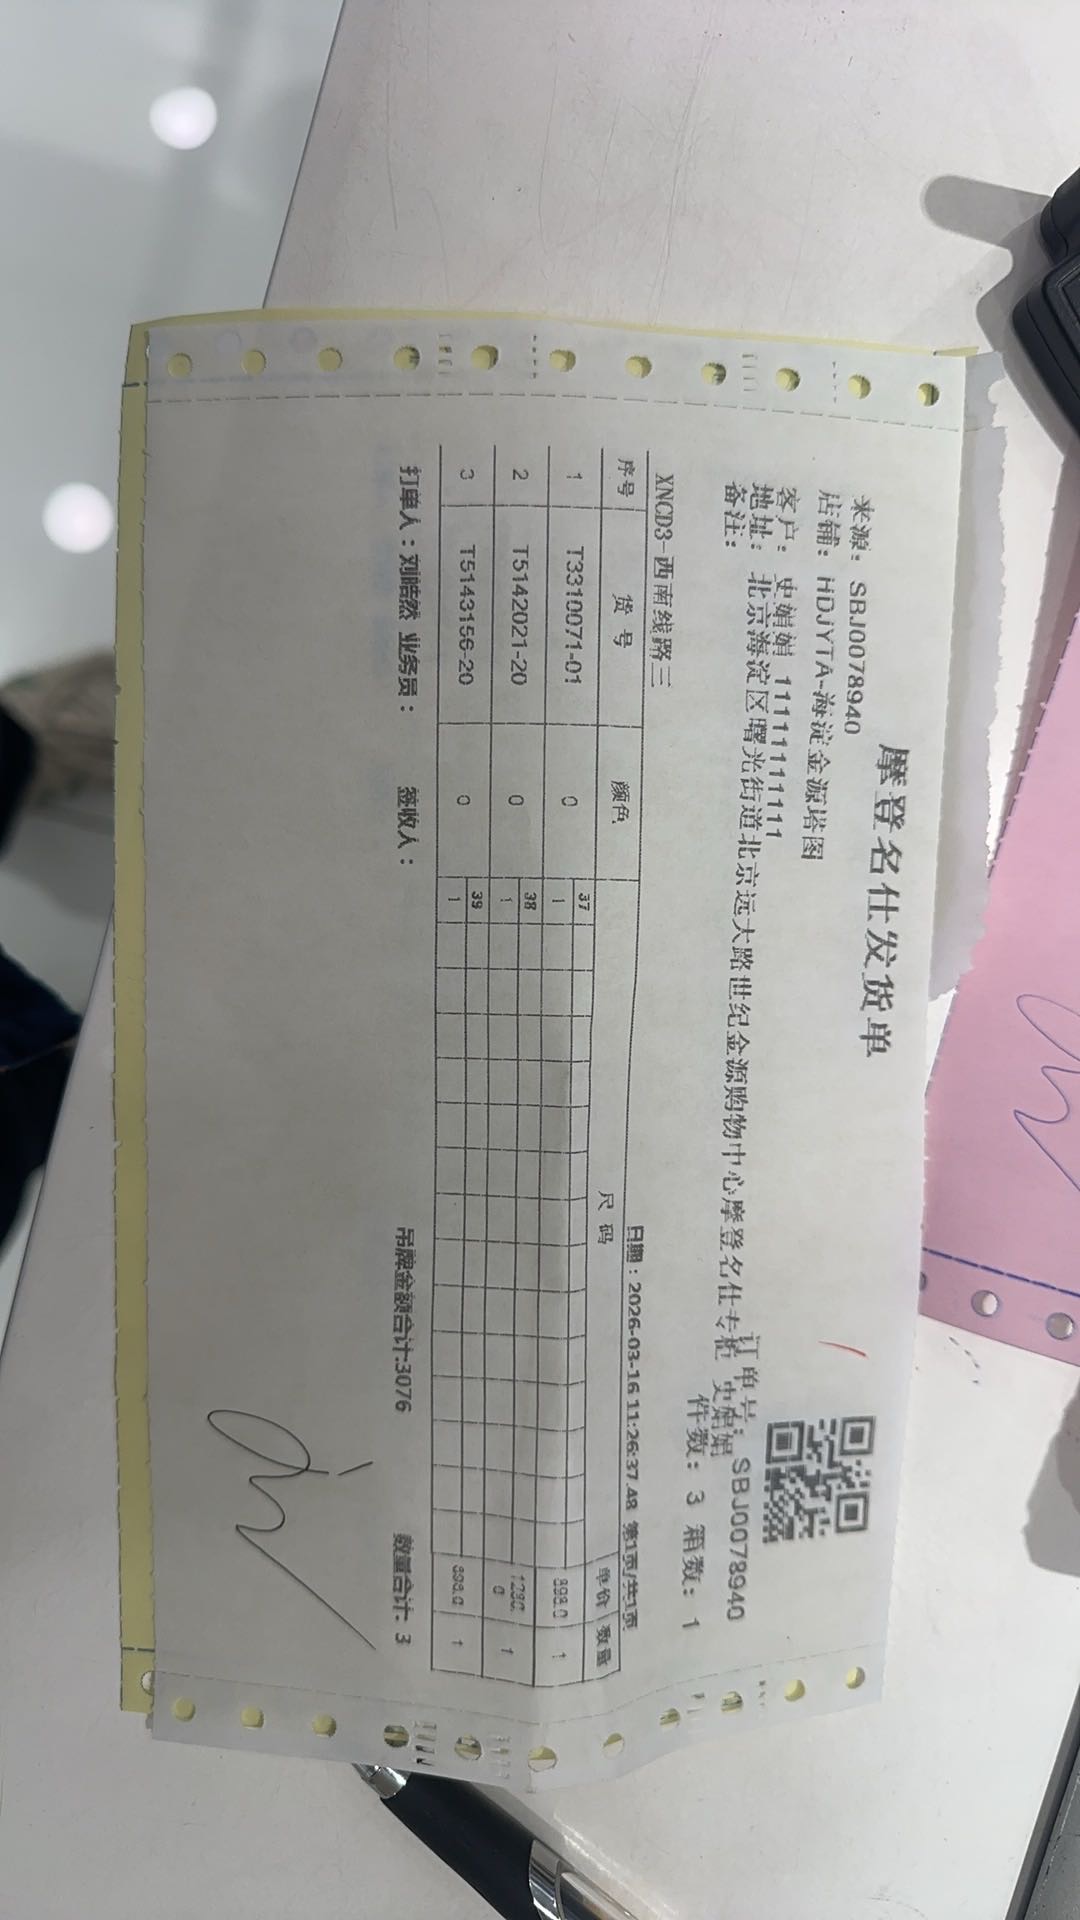 摩登名仕发货单
来源：SBJ0078940
店铺：HDJYTA-海淀金源塔图
订单号：SBJ0078940
客户：史娟娟 11111111111
地址：北京海淀区曙光街道北京远大路世纪金源购物中心摩登名仕专柜 史娟娟
备注：
件数：3 箱数：1
XNCD3-西南线路三
日期：2026-03-16 11:26:37.48 第1页/共1页
序号 货号 颜色 尺码 单价 数量
37
1 T3310071-01 0 1 898.0 1
38
2 T5142021-20 0 1 1280.0 1
39
3 T5143156-20 0 1 898.0 1
打单人：刘皓然 业务员： 签收人： 吊牌金额合计:3076 数量合计: 3